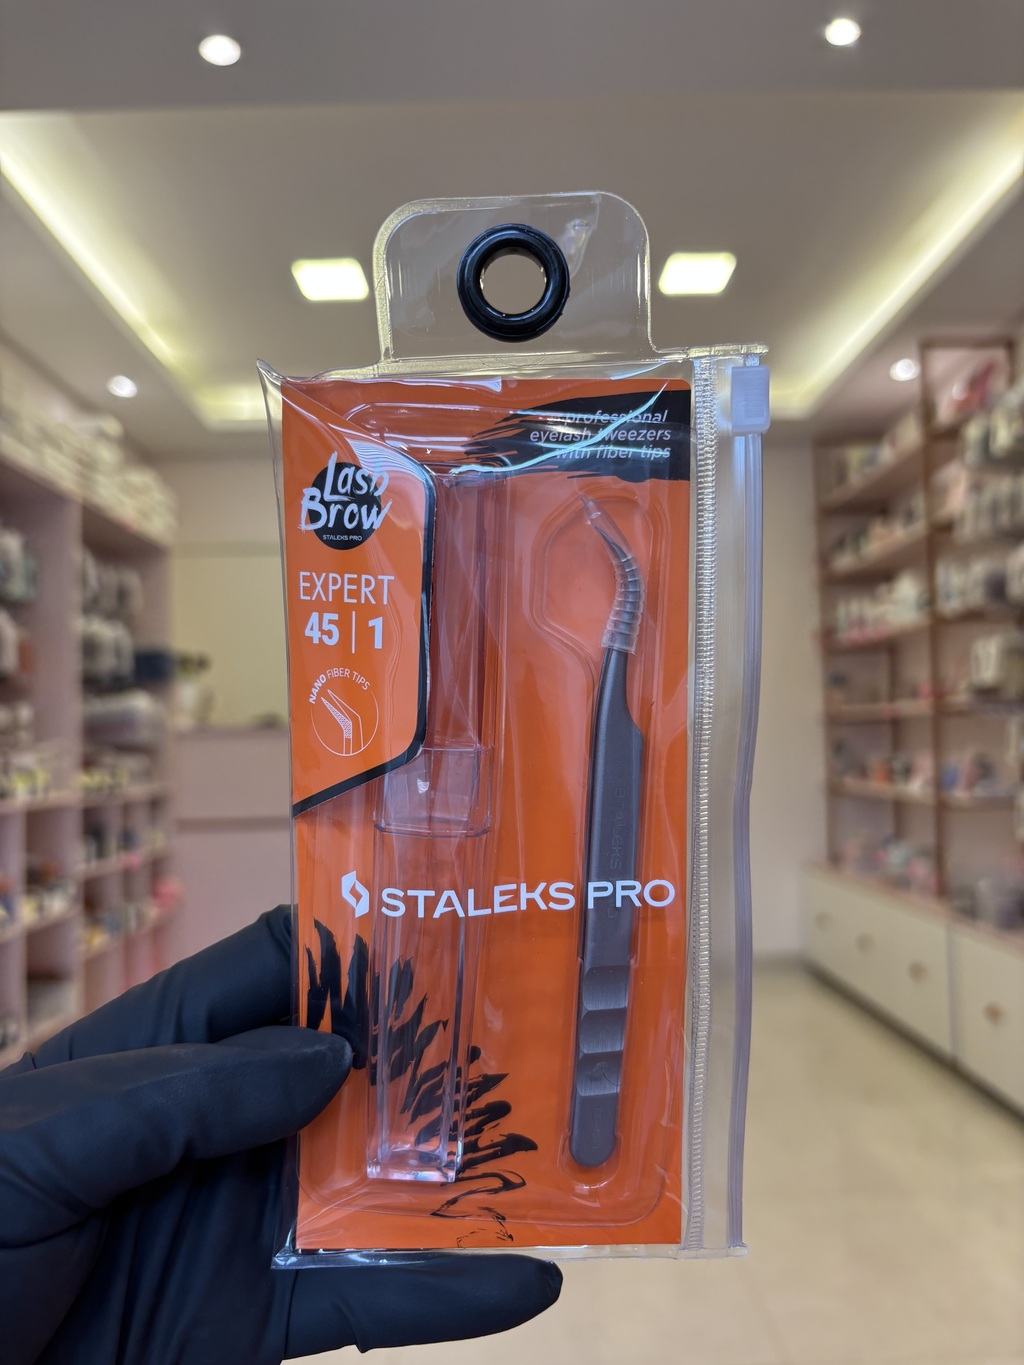 professional
eyelash tweezers
with fiber tips
Lash
Brow
STALEKS PRO
EXPERT
45 | 1
NANO FIBER TIPS
STALEKS PRO